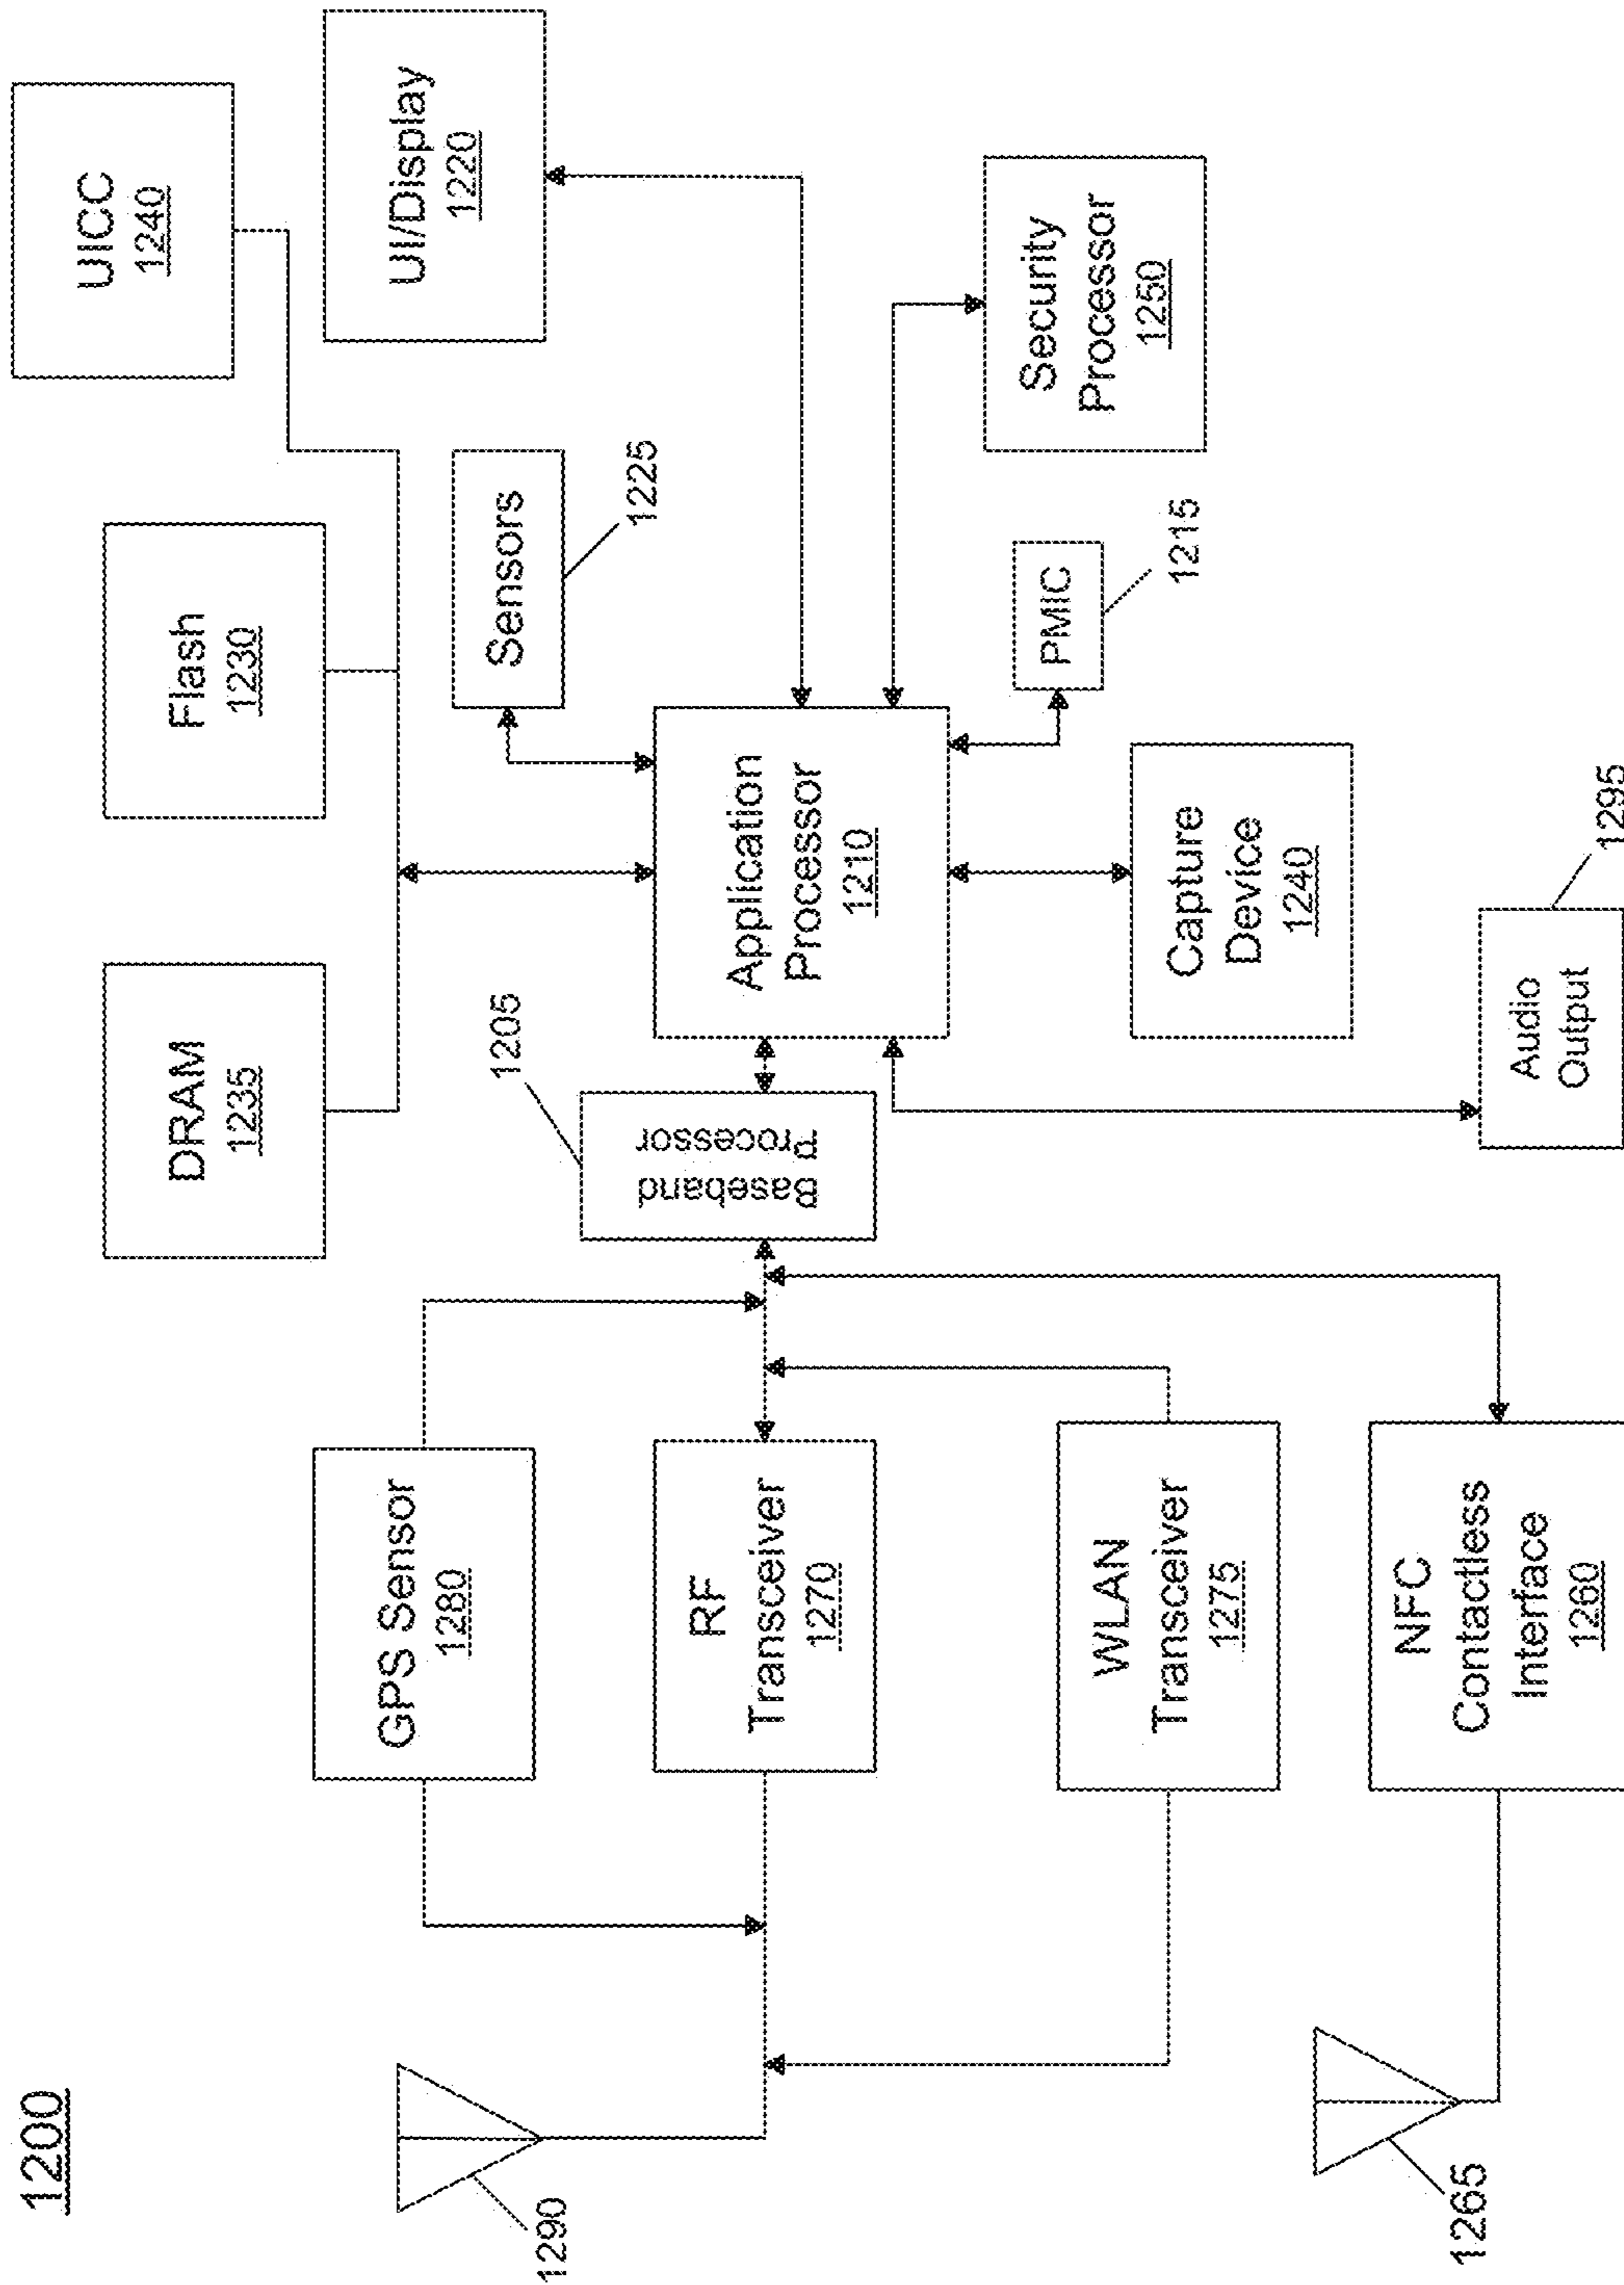 1200
UICC
1240
Flash
1230
DRAM
1235
UI/Display
1220
Sensors
1225
GPS Sensor
1280
1290
1205
Baseband
Processor
Application
Processor
1210
RF
Transceiver
1270
Security
Processor
1250
PMIC
1215
WLAN
Transceiver
1275
Capture
Device
1240
NFC
Contactless
Interface
1260
1265
Audio
Output
1295